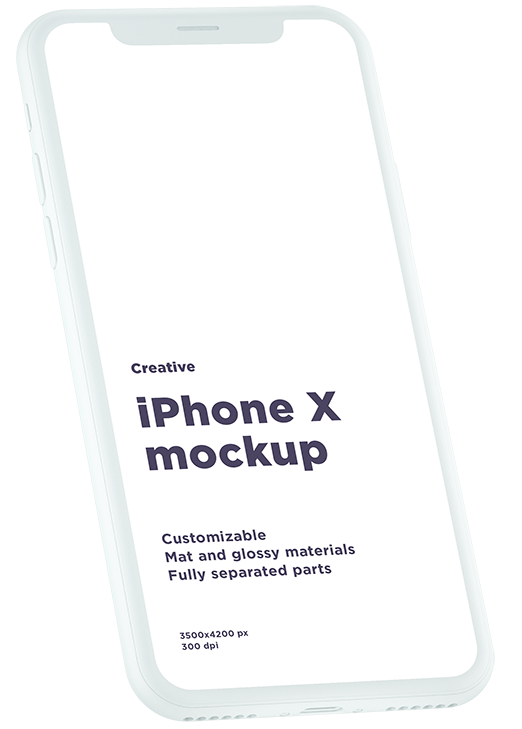 Creative
iPhone X
mockup
Customizable
Mat and glossy materials
Fully separated parts
3500x4200 px
300 dpi